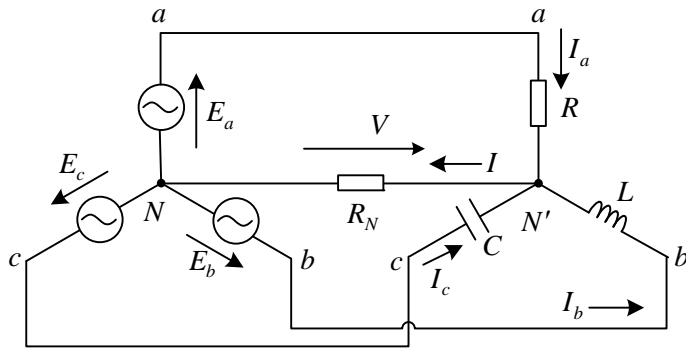 a a
I_a
E_a R
V
E_c I L
N R_N N′
c E_b b c C b
I_c I_b